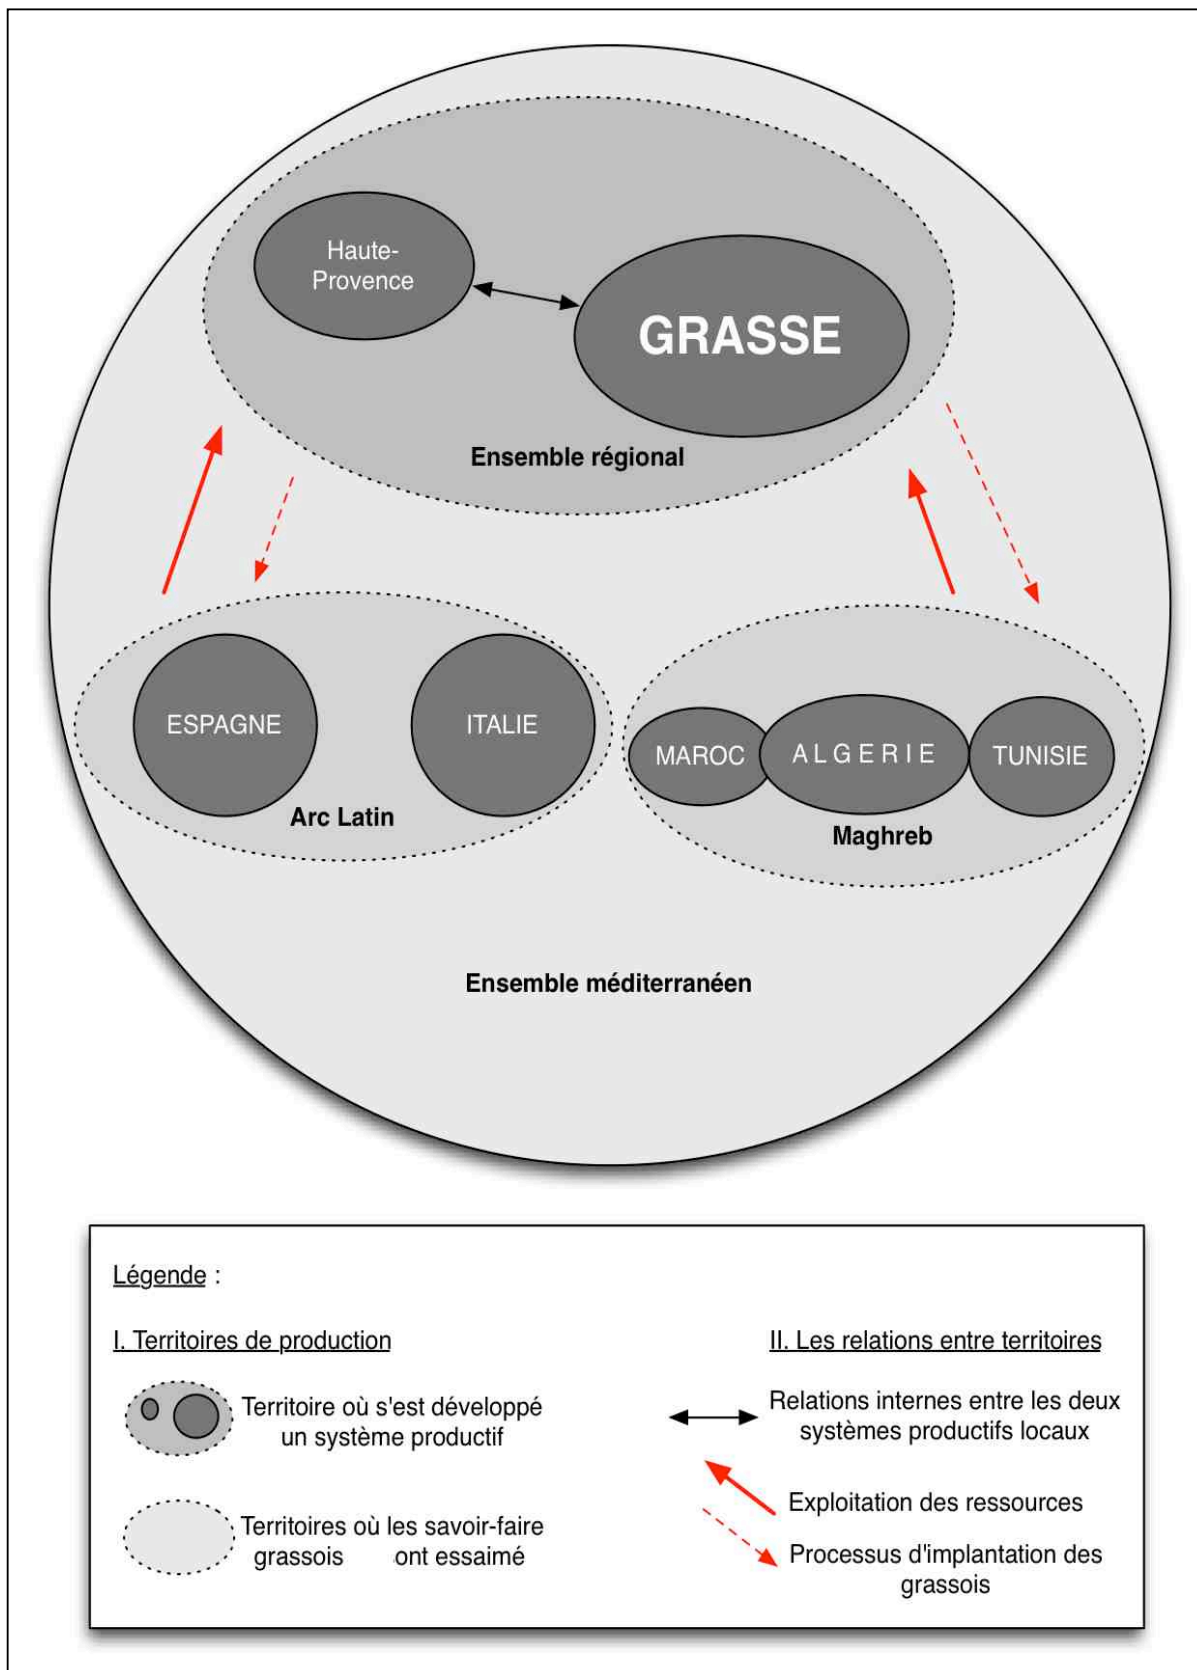 Haute-
Provence
GRASSE
Ensemble régional
ESPAGNE
ITALIE
Arc Latin
MAROC
ALGERIE
TUNISIE
Maghreb
Ensemble méditerranéen
Légende :
I. Territoires de production
Territoire où s'est développé
un système productif
Territoires où les savoir-faire
grassois ont essaimé
II. Les relations entre territoires
Relations internes entre les deux
systèmes productifs locaux
Exploitation des ressources
Processus d'implantation des
grassois